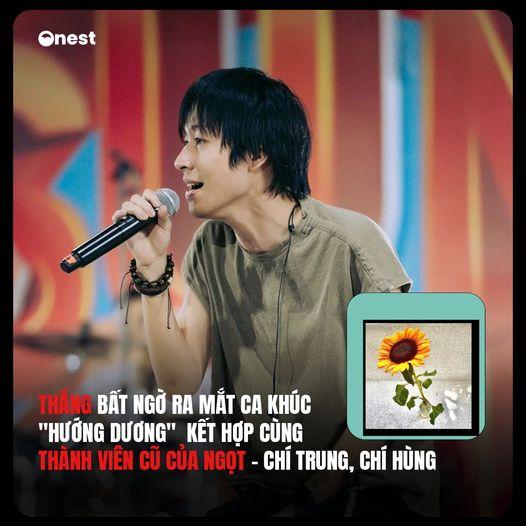 Onest
THẮNG BẤT NGỜ RA MẮT CA KHÚC
"HƯỚNG DƯƠNG" KẾT HỢP CÙNG
THÀNH VIÊN CŨ CỦA NGỌT - CHÍ TRUNG, CHÍ HÙNG